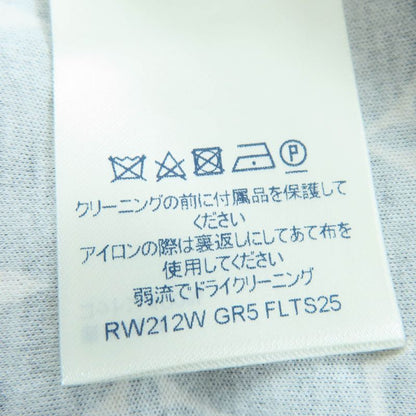 P
クリーニングの前に付属品を保護して
ください
アイロンの際は裏返しにしてあて布を
使用してください
弱流でドライクリーニング
RW212W GR5 FLTS25